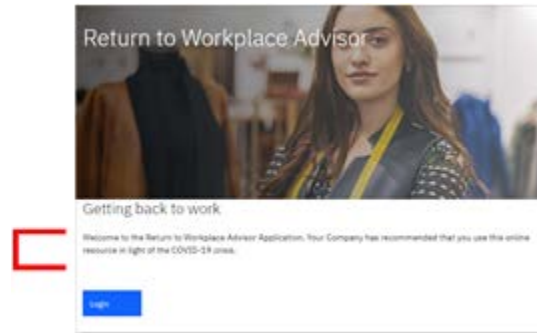 Return to Workplace Advisor
Getting back to work
Welcome to the Return to Workplace Advisor Application. Your Company has recommended that you use this online
resource in light of the COVID-19 crisis.
Login